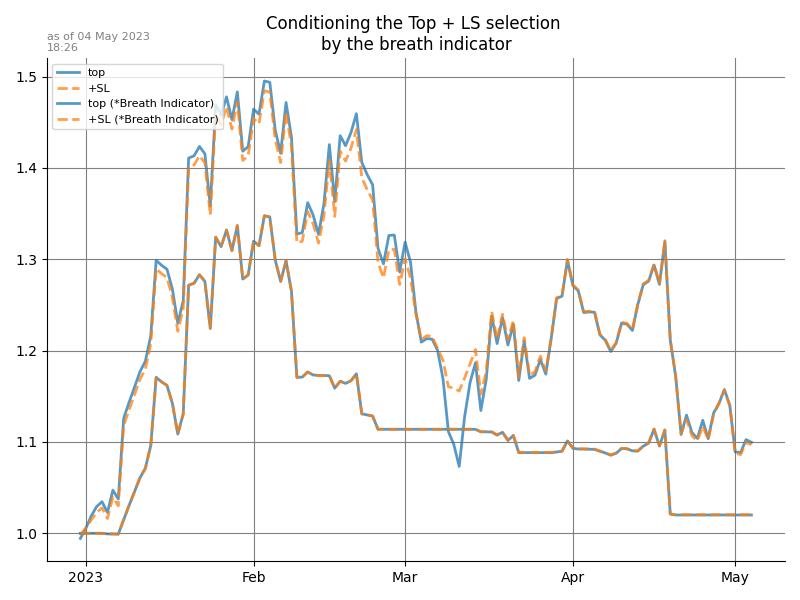 Conditioning the Top + LS selection
by the breath indicator
as of 04 May 2023
18:26
top
+SL
top (*Breath Indicator)
+SL (*Breath Indicator)
1.5
1.4
1.3
1.2
1.1
1.0
2023 Feb Mar Apr May